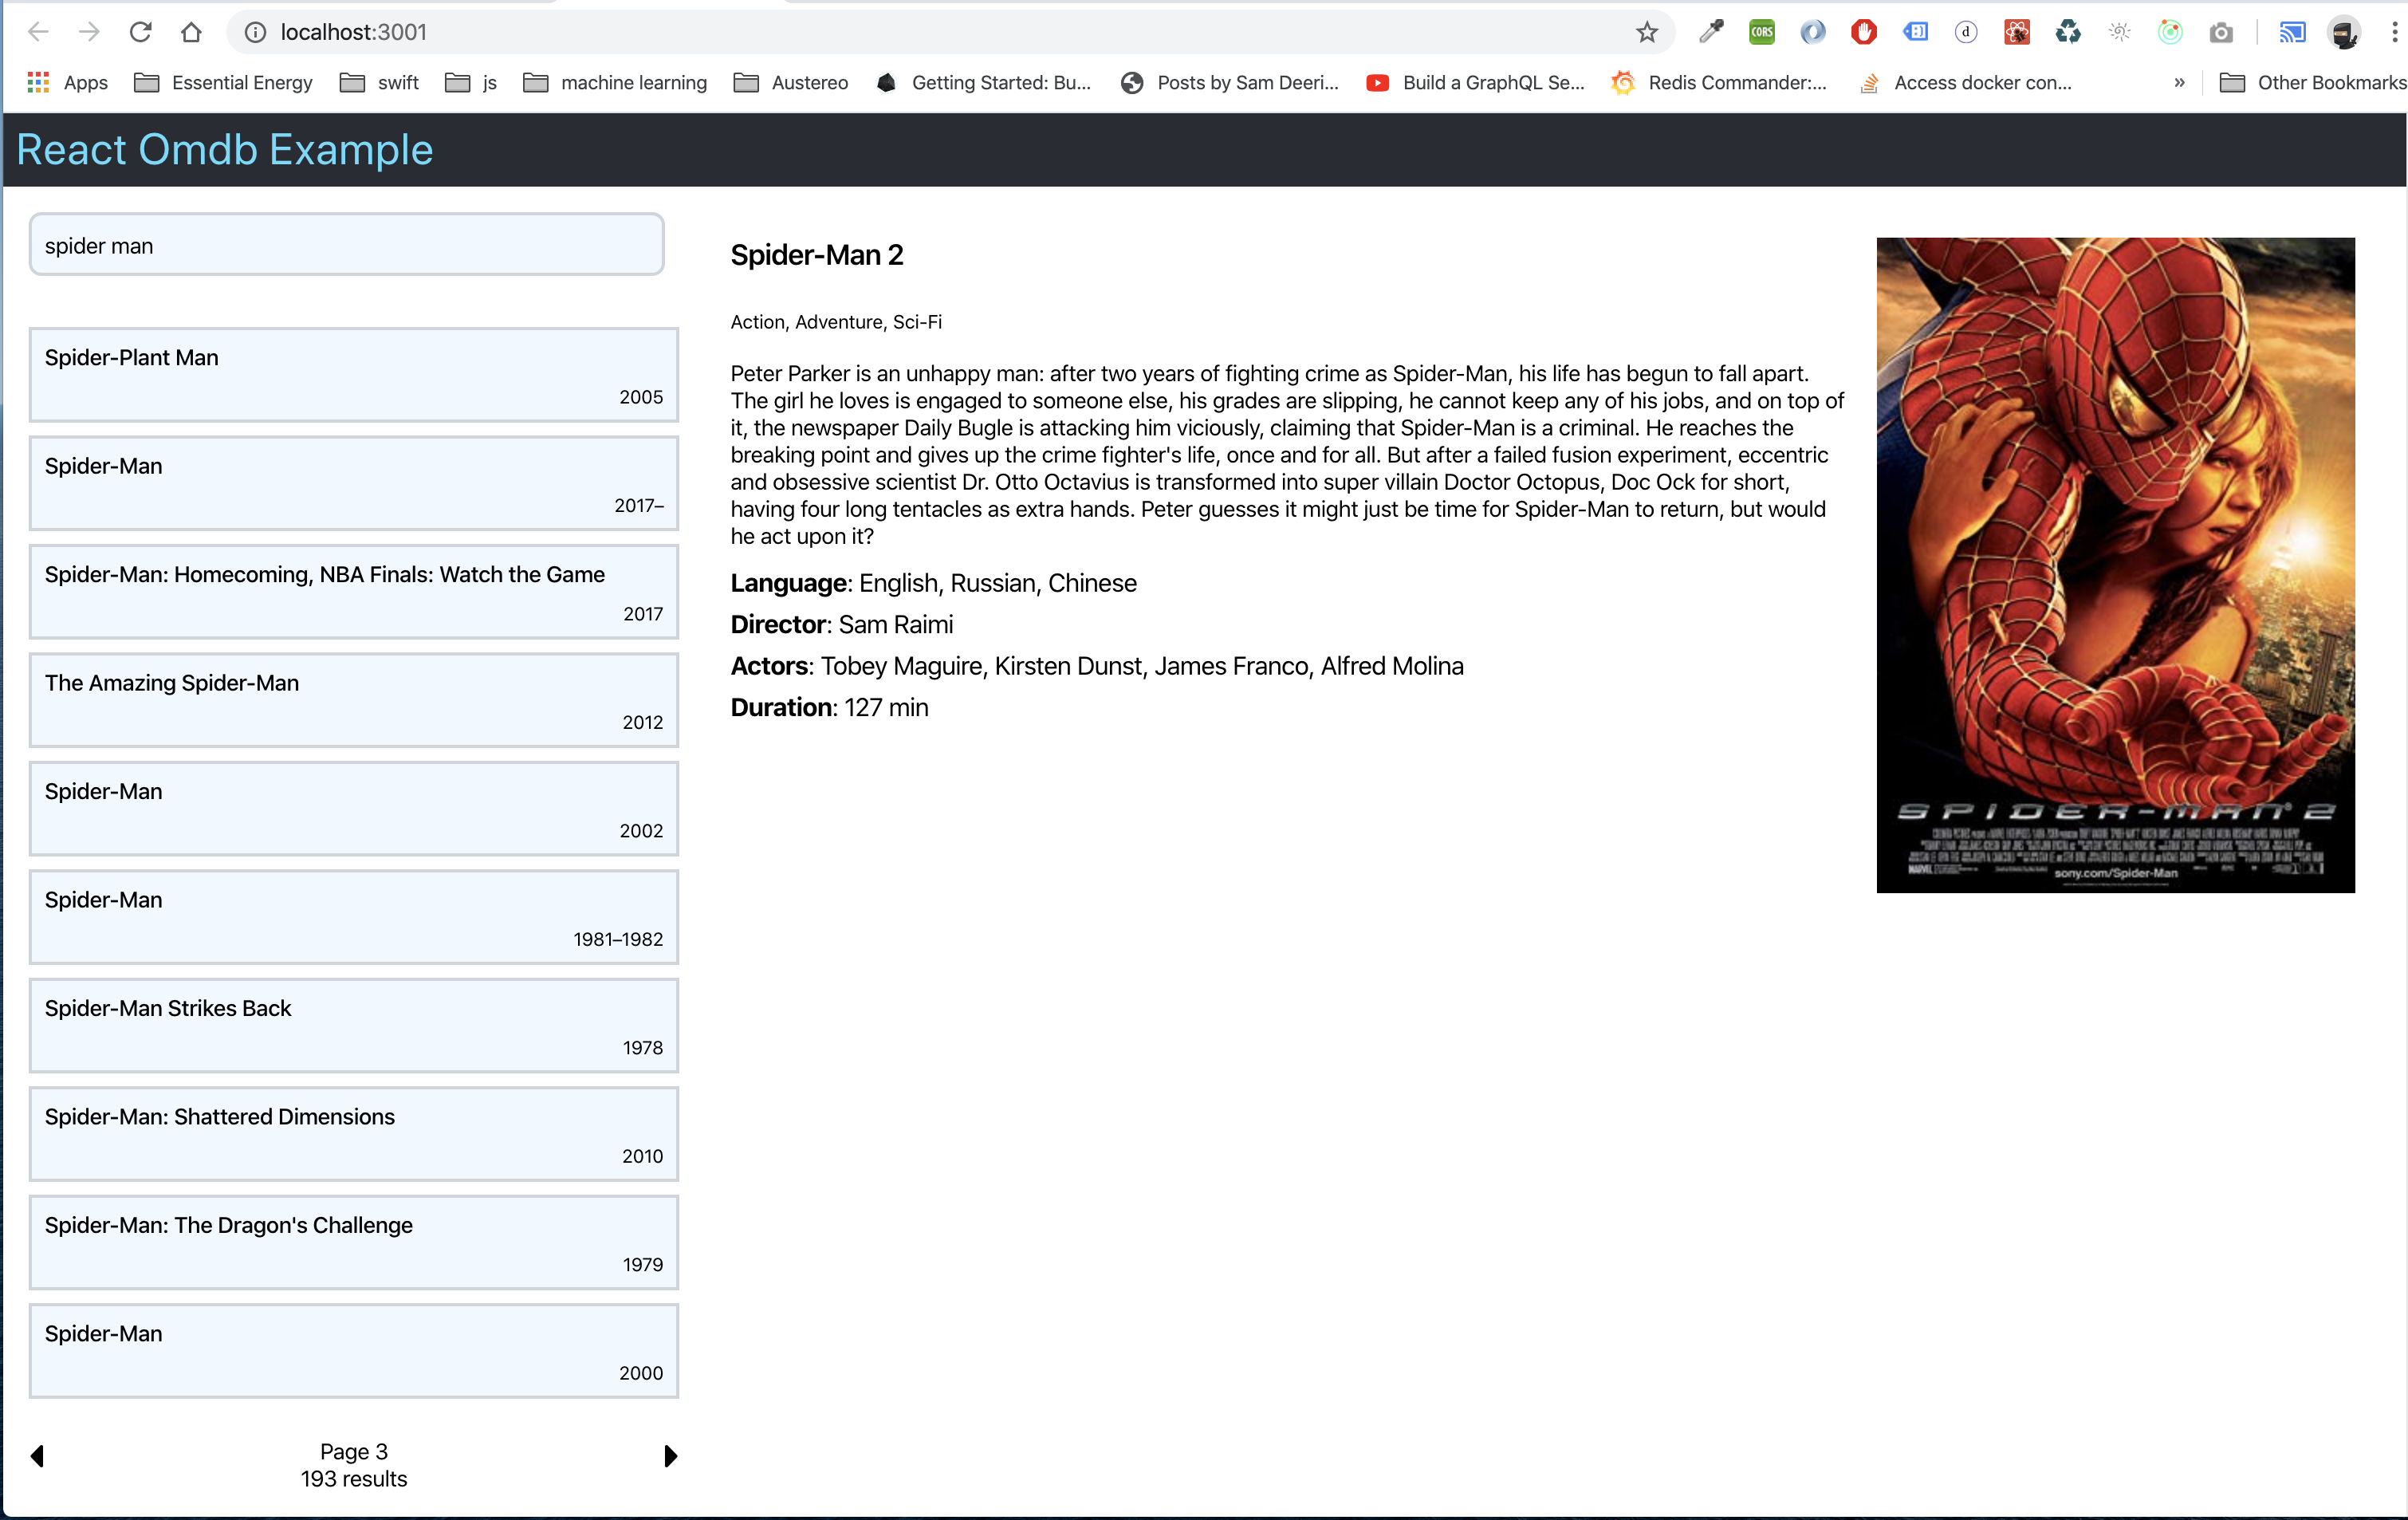 localhost:3001
CORS
d
Apps
Essential Energy
swift
js
machine learning
Austereo
Getting Started: Bu...
Posts by Sam Deeri...
Build a GraphQL Se...
Redis Commander:...
Access docker con...
»
Other Bookmarks
React Omdb Example
spider man
Spider-Plant Man
2005
Spider-Man
2017–
Spider-Man: Homecoming, NBA Finals: Watch the Game
2017
The Amazing Spider-Man
2012
Spider-Man
2002
Spider-Man
1981–1982
Spider-Man Strikes Back
1978
Spider-Man: Shattered Dimensions
2010
Spider-Man: The Dragon's Challenge
1979
Spider-Man
2000
Page 3
193 results
Spider-Man 2
Action, Adventure, Sci-Fi
Peter Parker is an unhappy man: after two years of fighting crime as Spider-Man, his life has begun to fall apart.
The girl he loves is engaged to someone else, his grades are slipping, he cannot keep any of his jobs, and on top of
it, the newspaper Daily Bugle is attacking him viciously, claiming that Spider-Man is a criminal. He reaches the
breaking point and gives up the crime fighter's life, once and for all. But after a failed fusion experiment, eccentric
and obsessive scientist Dr. Otto Octavius is transformed into super villain Doctor Octopus, Doc Ock for short,
having four long tentacles as extra hands. Peter guesses it might just be time for Spider-Man to return, but would
he act upon it?
Language: English, Russian, Chinese
Director: Sam Raimi
Actors: Tobey Maguire, Kirsten Dunst, James Franco, Alfred Molina
Duration: 127 min
SPIDER-MAN® 2
MARVEL
sony.com/Spider-Man